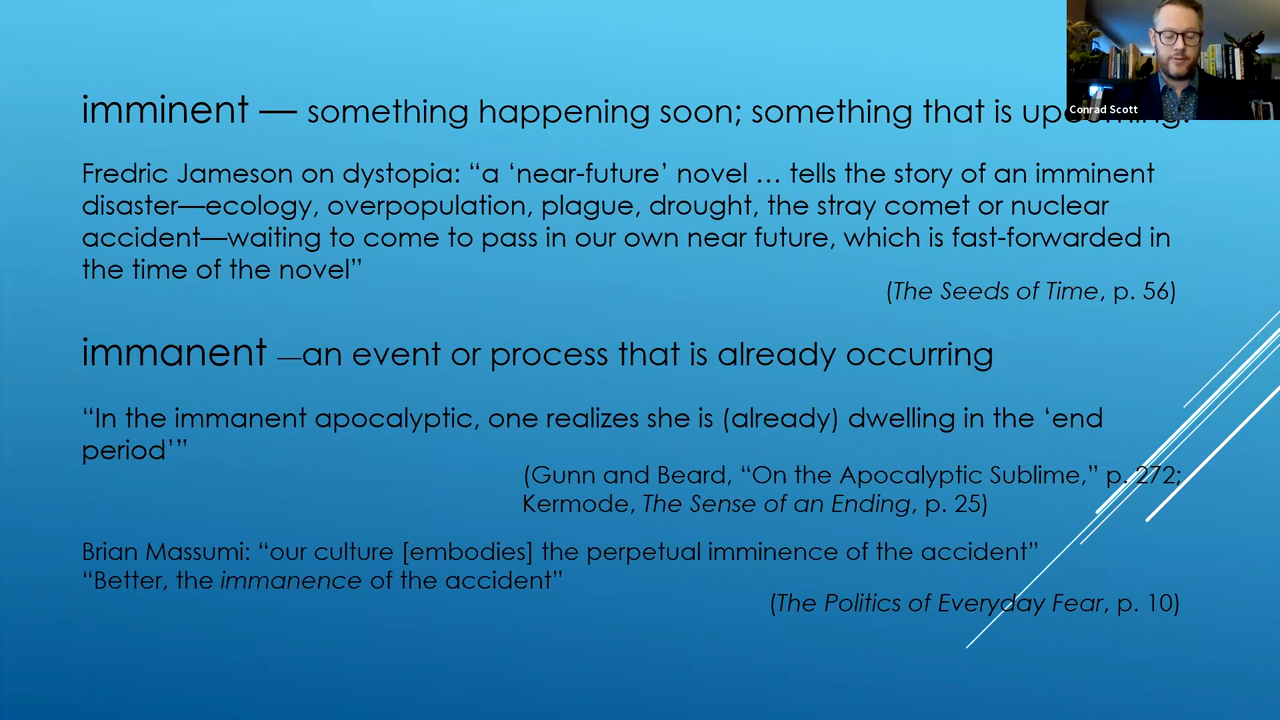 Conrad Scott
imminent — something happening soon; something that is upcoming.
Fredric Jameson on dystopia: “a ‘near-future’ novel … tells the story of an imminent
disaster—ecology, overpopulation, plague, drought, the stray comet or nuclear
accident—waiting to come to pass in our own near future, which is fast-forwarded in
the time of the novel”
(The Seeds of Time, p. 56)
immanent —an event or process that is already occurring
“In the immanent apocalyptic, one realizes she is (already) dwelling in the ‘end
period’”
(Gunn and Beard, “On the Apocalyptic Sublime,” p. 272;
Kermode, The Sense of an Ending, p. 25)
Brian Massumi: “our culture [embodies] the perpetual imminence of the accident”
“Better, the immanence of the accident”
(The Politics of Everyday Fear, p. 10)